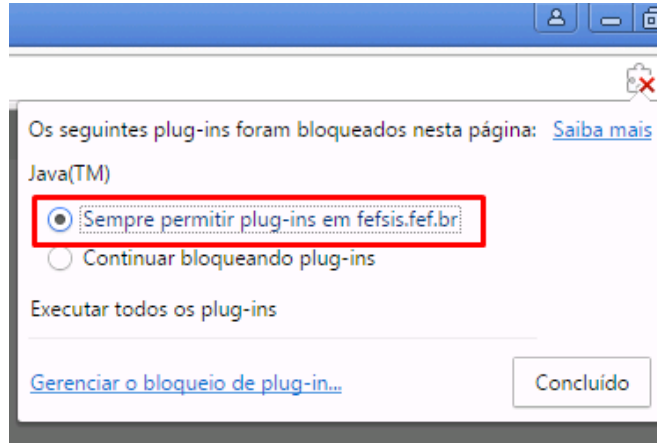 Os seguintes plug-ins foram bloqueados nesta página: Saiba mais
Java(TM)
Sempre permitir plug-ins em fefsis.fef.br
Continuar bloqueando plug-ins
Executar todos os plug-ins
Gerenciar o bloqueio de plug-in... Concluído